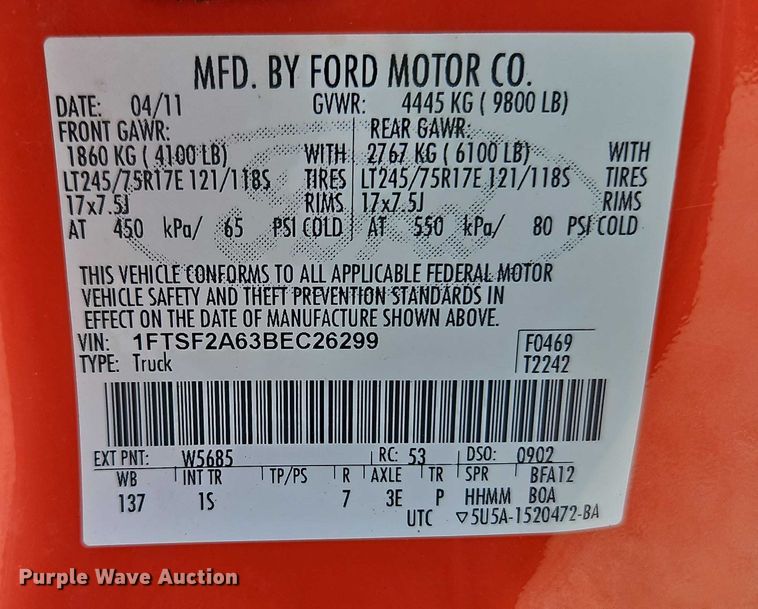 MFD. BY FORD MOTOR CO.
DATE: 04/11 GVWR: 4445 KG ( 9800 LB)
FRONT GAWR: REAR GAWR:
1860 KG ( 4100 LB) WITH 2767 KG ( 6100 LB) WITH
LT245/75R17E 121/118S TIRES LT245/75R17E 121/118S TIRES
17x7.5J RIMS 17x7.5J RIMS
AT 450 kPa/ 65 PSI COLD AT 550 kPa/ 80 PSI COLD
THIS VEHICLE CONFORMS TO ALL APPLICABLE FEDERAL MOTOR
VEHICLE SAFETY AND THEFT PREVENTION STANDARDS IN
EFFECT ON THE DATE OF MANUFACTURE SHOWN ABOVE.
VIN: 1FTSF2A63BEC26299 F0469
TYPE: Truck T2242
EXT PNT: W5685 RC: 53 DSO: 0902
WB INT TR TP/PS R AXLE TR SPR BFA12
137 1S 7 3E P HHMM BOA
UTC ▽5U5A-1520472-BA
Purple Wave Auction